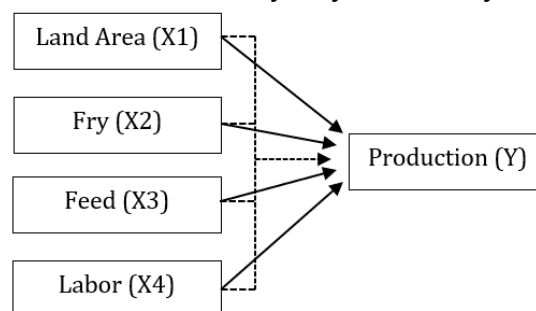 Land Area (X1)
Fry (X2)
Feed (X3)
Labor (X4)
Production (Y)